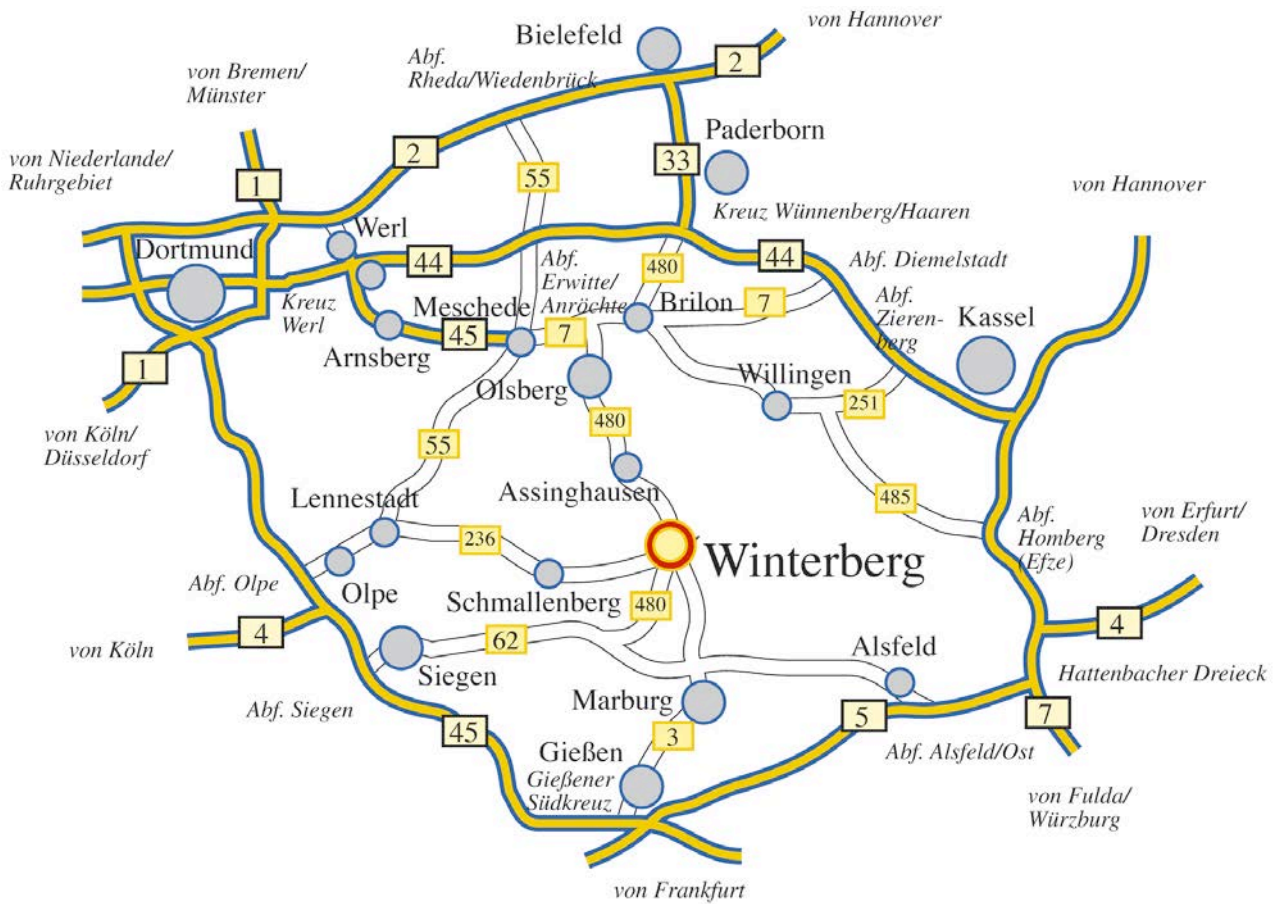 von Hannover
Bielefeld
2
Abf.
Rheda/Wiedenbrück
von Bremen/
Münster
Paderborn
2
33
von Niederlande/
Ruhrgebiet
1
55
von Hannover
Kreuz Wünnenberg/Haaren
Werl
Dortmund
44
480
44
Abf. Diemelstadt
Abf.
Erwitte/
Anröchte
Kreuz
Werl
Meschede
Brilon
7
Abf.
Zieren-
berg
Kassel
45
7
Arnsberg
1
Olsberg
Willingen
251
480
von Köln/
Düsseldorf
55
Assinghausen
485
Lennestadt
Abf.
Homberg
(Efze)
von Erfurt/
Dresden
236
Winterberg
Abf. Olpe
Olpe
Schmallenberg
480
4
4
62
von Köln
Siegen
Alsfeld
Hattenbacher Dreieck
Marburg
Abf. Siegen
45
5
7
3
Gießen
Abf. Alsfeld/Ost
Gießener
Südkreuz
von Fulda/
Würzburg
von Frankfurt